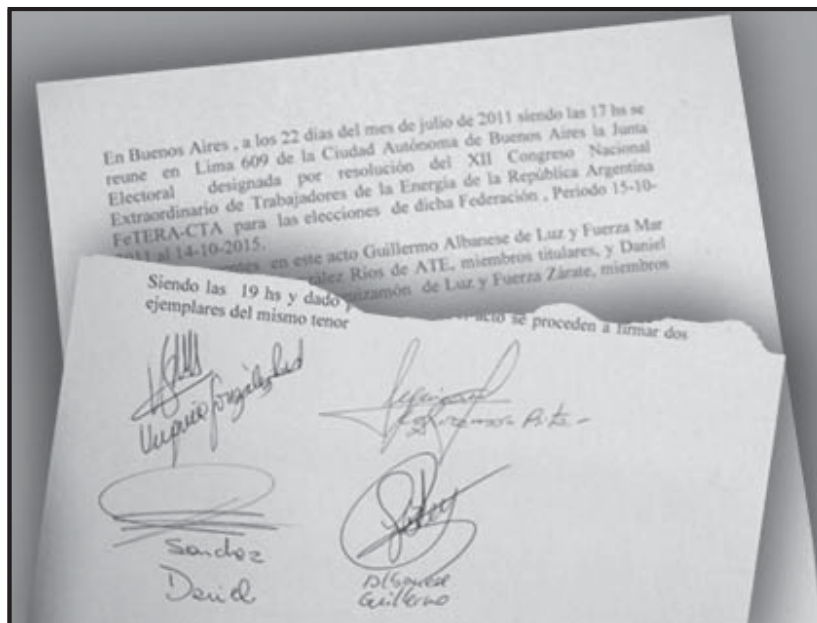 En Buenos Aires , a los 22 dias del mes de julio de 2011 siendo las 17 hs se
reune en Lima 609 de la Ciudad Autónoma de Buenos Aires la Junta
Electoral designada por resolución del XII Congreso Nacional
Extraordinario de Trabajadores de la Energía de la República Argentina
FeTERA-CTA para las elecciones de dicha Federación , Periodo 15-10-
2011 al 14-10-2015.
en este acto Guillermo Albanese de Luz y Fuerza Mar
Rios de ATE, miembros titulares, y Daniel
de Luz y Fuerza Zárate, miembros
Siendo las 19 hs y dado
acto se proceden a firmar dos
ejemplares del mismo tenor
Sanchez
Daniel
Guillermo